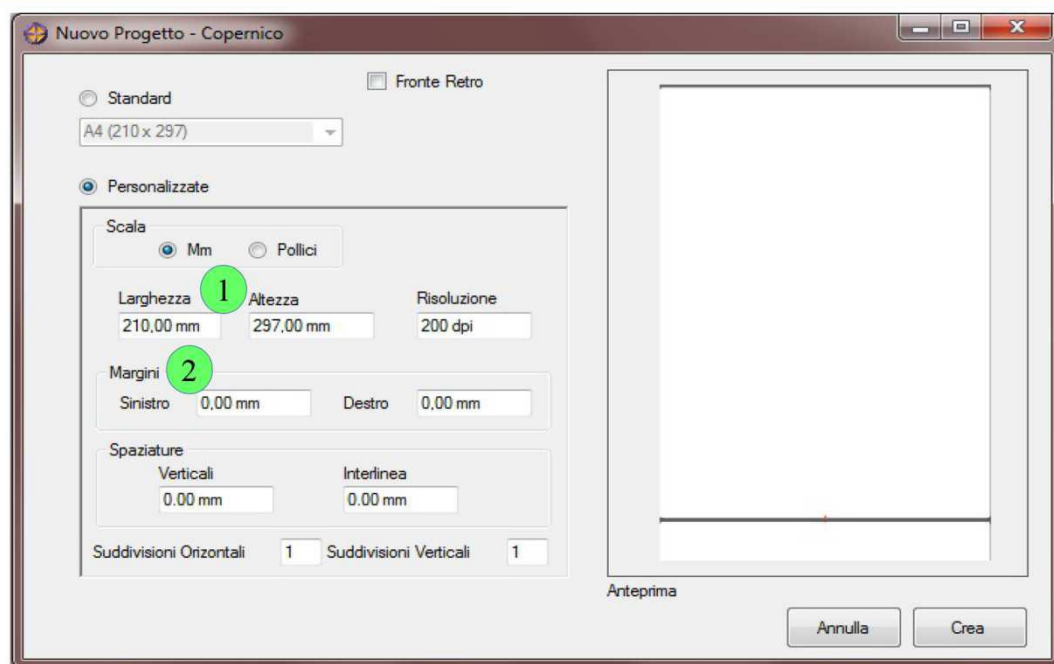 Nuovo Progetto - Copernico
Fronte Retro
Standard
A4 (210 x 297)
Personalizzate
Scala
Mm Pollici
1
Larghezza Altezza Risoluzione
210,00 mm 297,00 mm 200 dpi
Margini 2
Sinistro 0,00 mm Destro 0,00 mm
Spaziature
Verticali Interlinea
0.00 mm 0.00 mm
Suddivisioni Orizontali 1 Suddivisioni Verticali 1
Anteprima
Annulla Crea